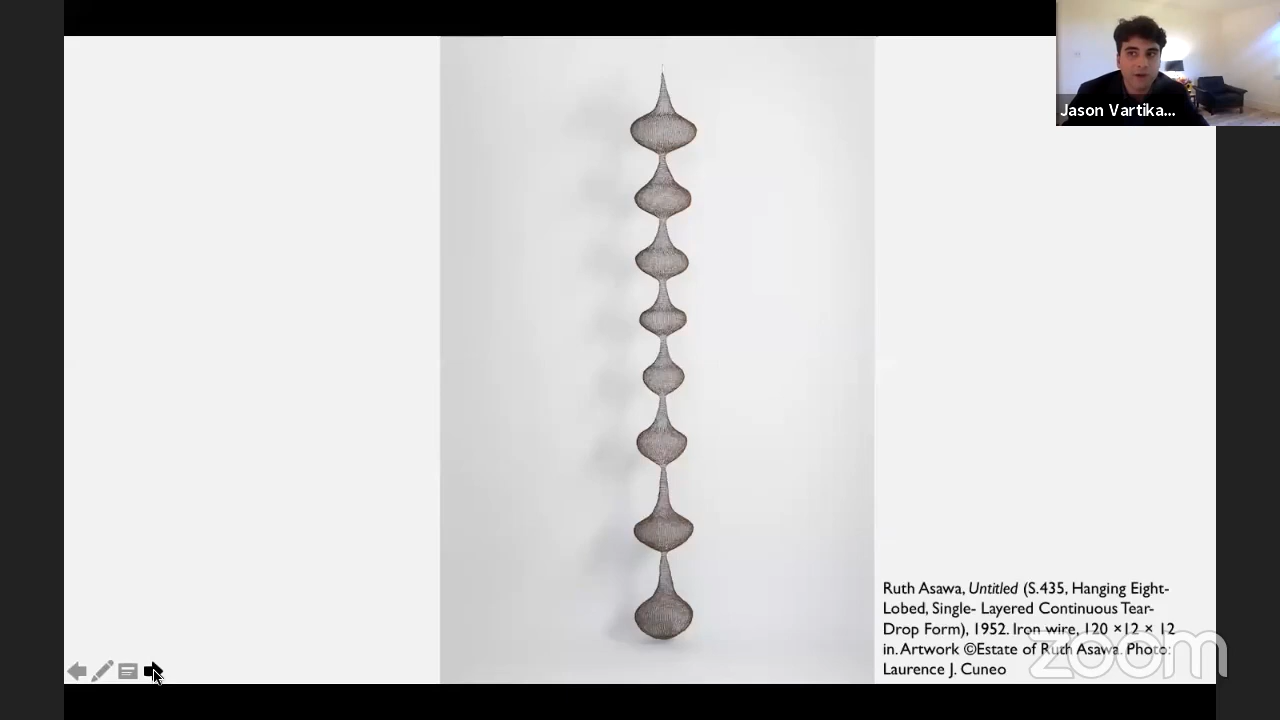 Jason Vartika...
Ruth Asawa, Untitled (S.435, Hanging Eight-
Lobed, Single- Layered Continuous Tear-
Drop Form), 1952. Iron wire, 120 ×12 × 12
in. Artwork ©Estate of Ruth Asawa. Photo:
Laurence J. Cuneo
zoom